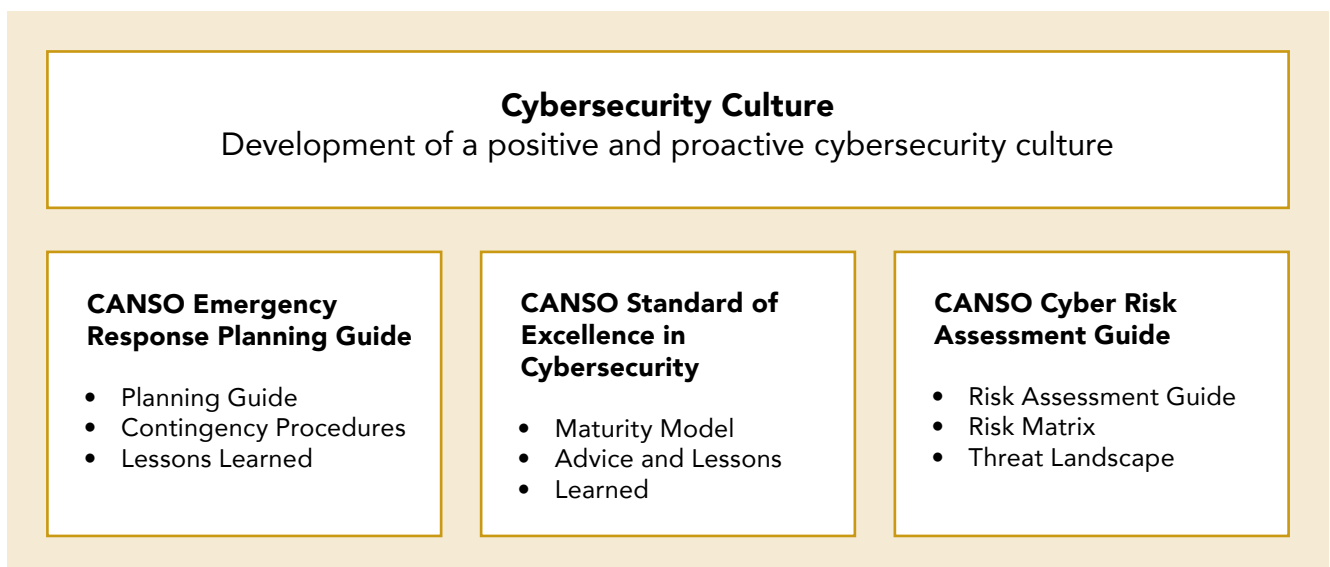 Cybersecurity Culture
Development of a positive and proactive cybersecurity culture
CANSO Emergency
Response Planning Guide
• Planning Guide
• Contingency Procedures
• Lessons Learned
CANSO Standard of
Excellence in
Cybersecurity
• Maturity Model
• Advice and Lessons
• Learned
CANSO Cyber Risk
Assessment Guide
• Risk Assessment Guide
• Risk Matrix
• Threat Landscape